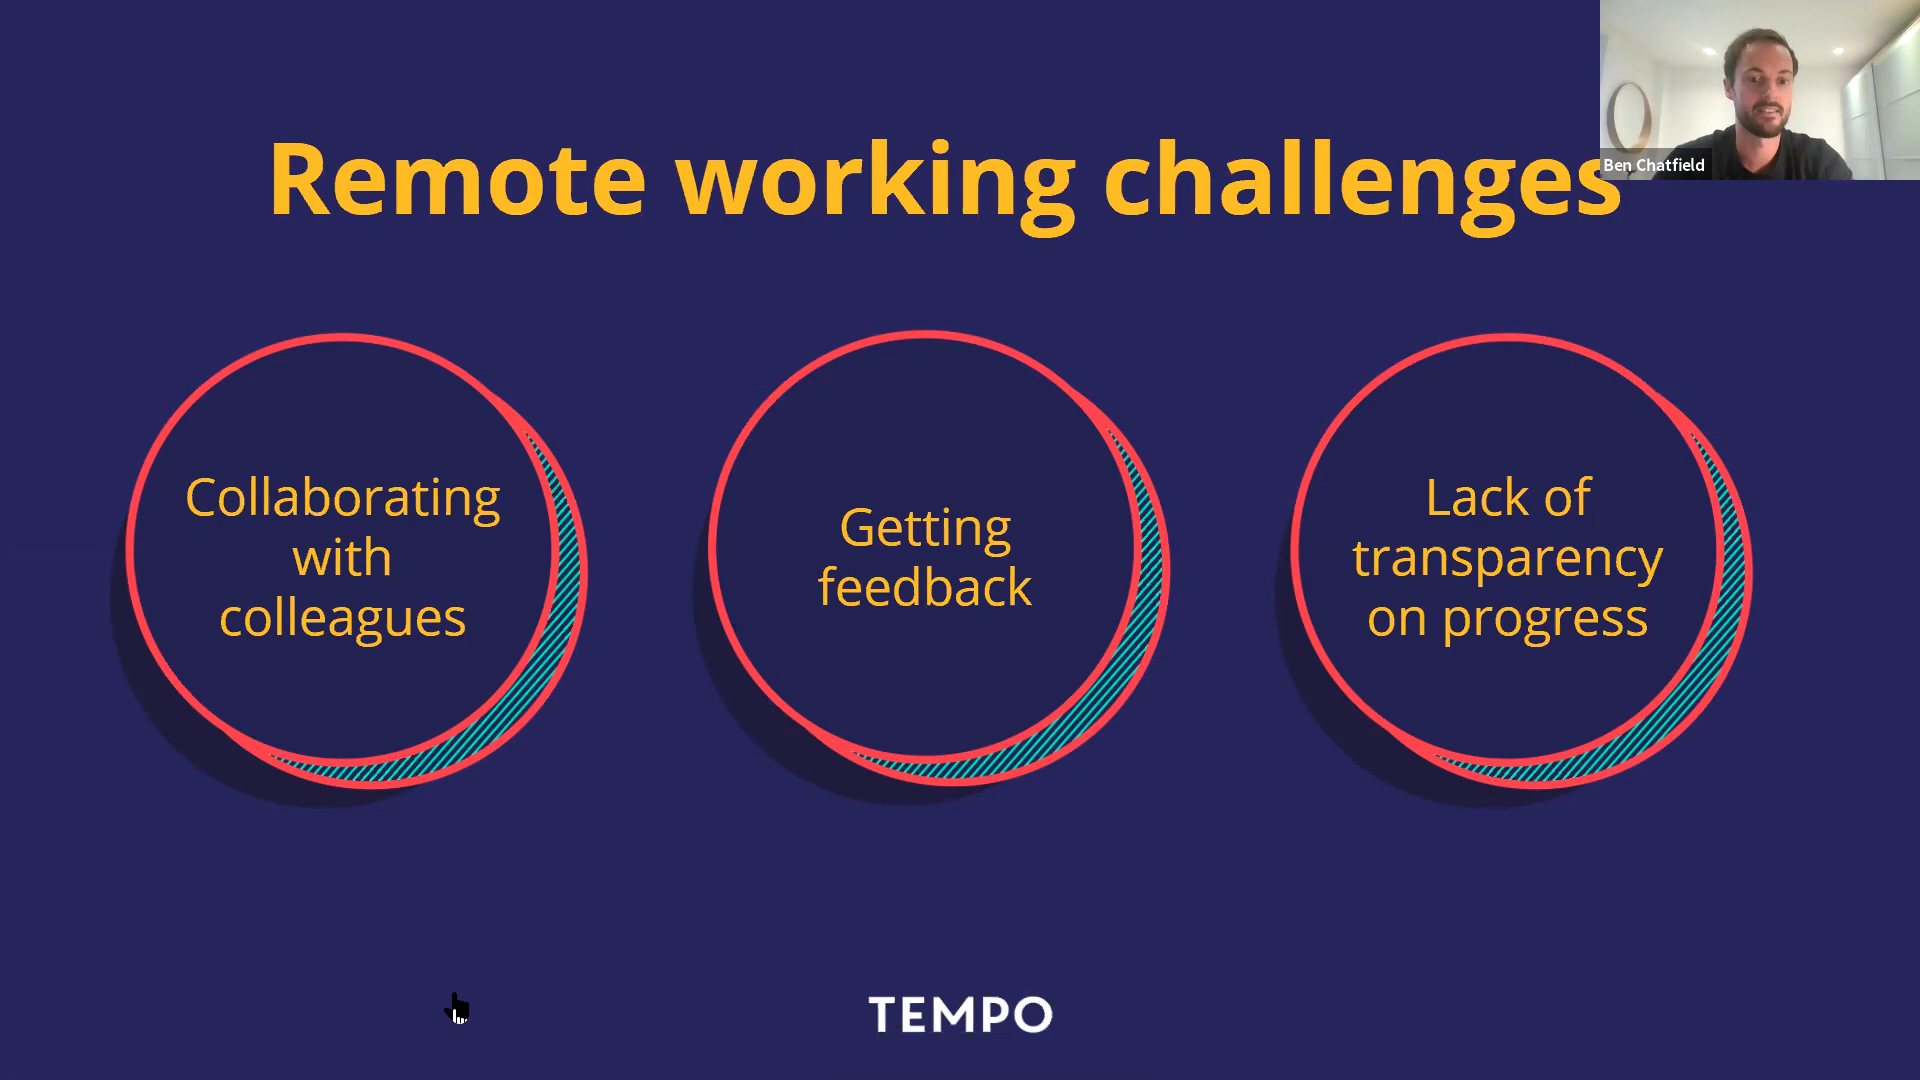 Remote working challenges
Ben Chatfield
Collaborating
with
colleagues
Getting
feedback
Lack of
transparency
on progress
TEMPO